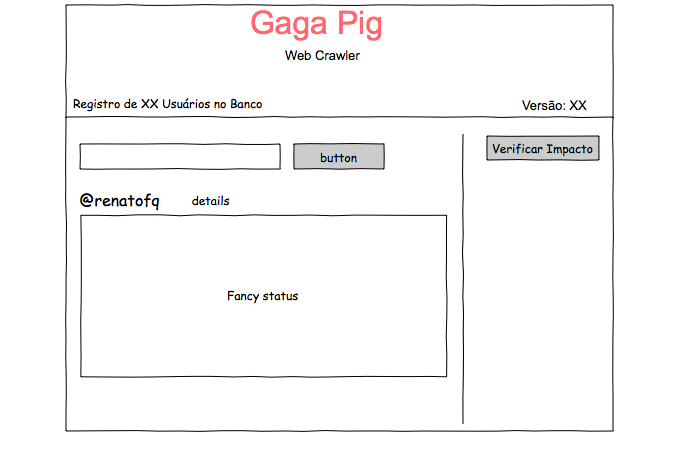 Gaga Pig
Web Crawler
Registro de XX Usuários no Banco
Versão: XX
button
Verificar Impacto
@renatofq
details
Fancy status